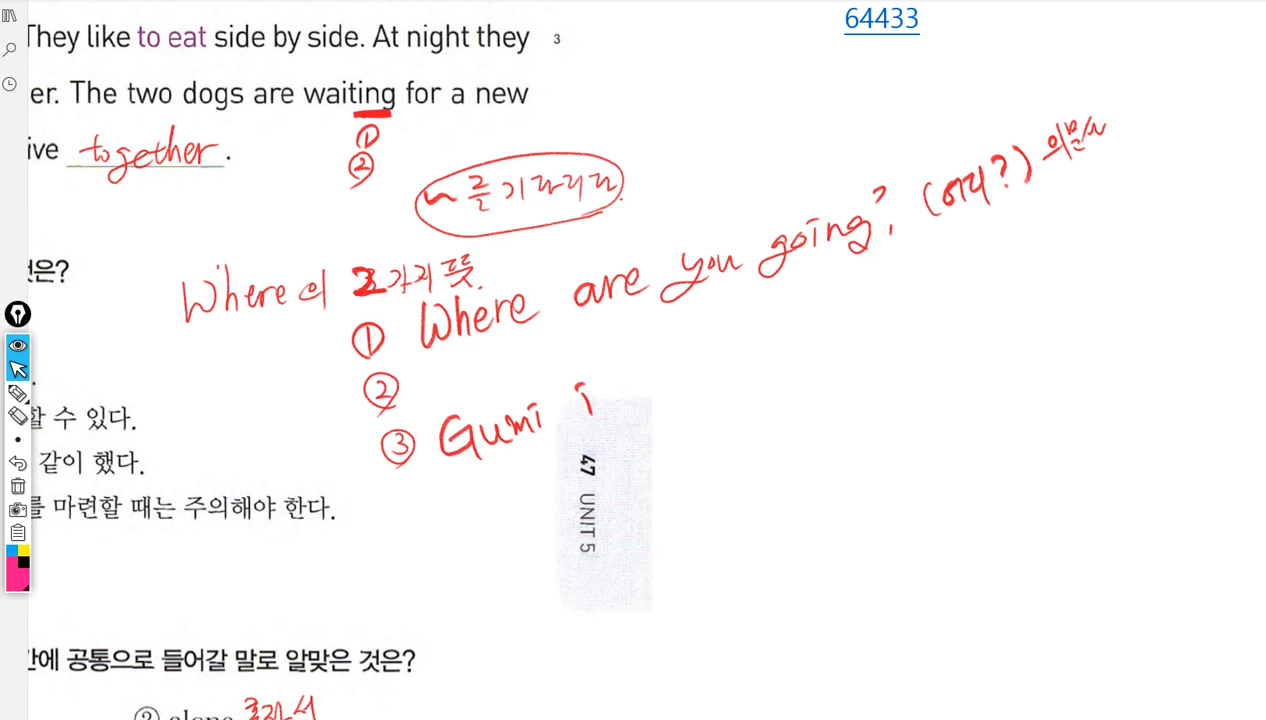 64433
They like to eat side by side. At night they 3
er. The two dogs are waiting for a new
ive together.
①
②
~를 기다리다.
Where are you going? (어디?) 의문사
Where의 3가지 뜻.
①
②
③ Gumi i
은?
할 수 있다.
같이 했다.
를 마련할 때는 주의해야 한다.
47 UNIT 5
간에 공통으로 들어갈 말로 알맞은 것은?
② alone 혼자서